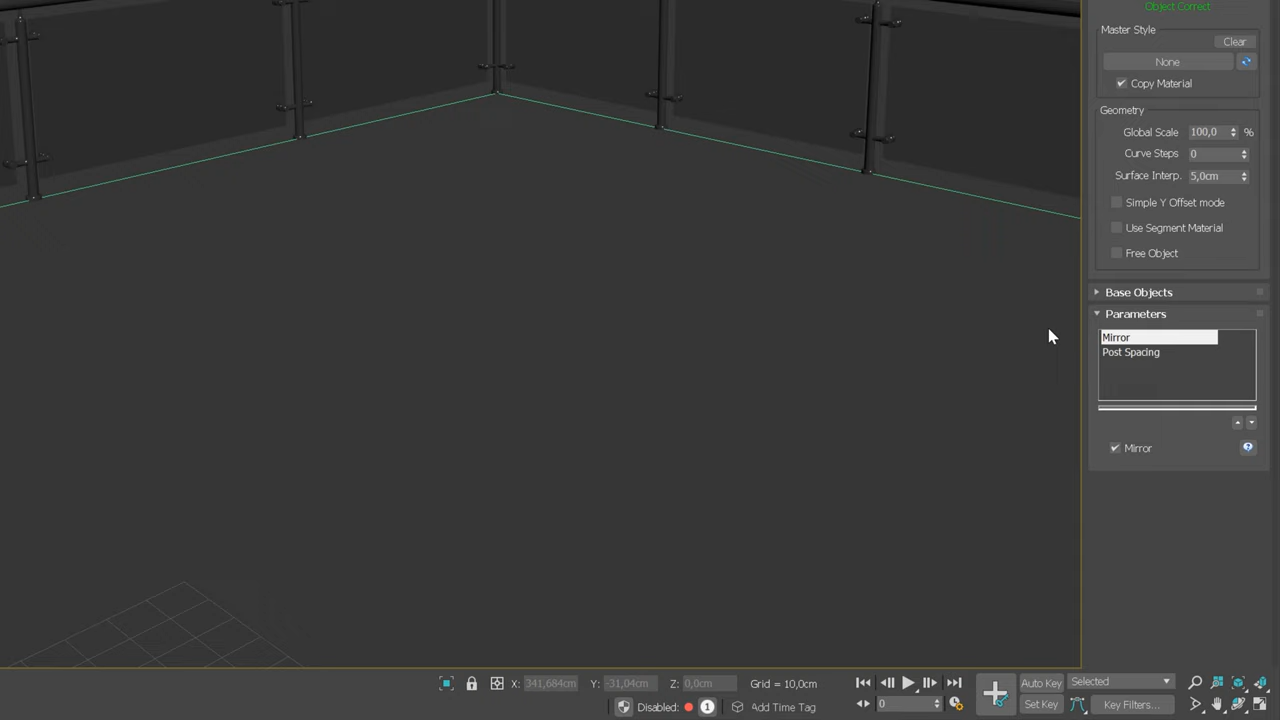 Object Correct
Master Style
Clear
None
Copy Material
Geometry
Global Scale 100,0 %
Curve Steps 0
Surface Interp. 5,0cm
Simple Y Offset mode
Use Segment Material
Free Object
Base Objects
Parameters
Mirror
Post Spacing
Mirror
X: 341,684cm Y: -31,04cm Z: 0,0cm Grid = 10,0cm Auto Key Selected
Disabled: 1 Add Time Tag 0 Set Key Key Filters...